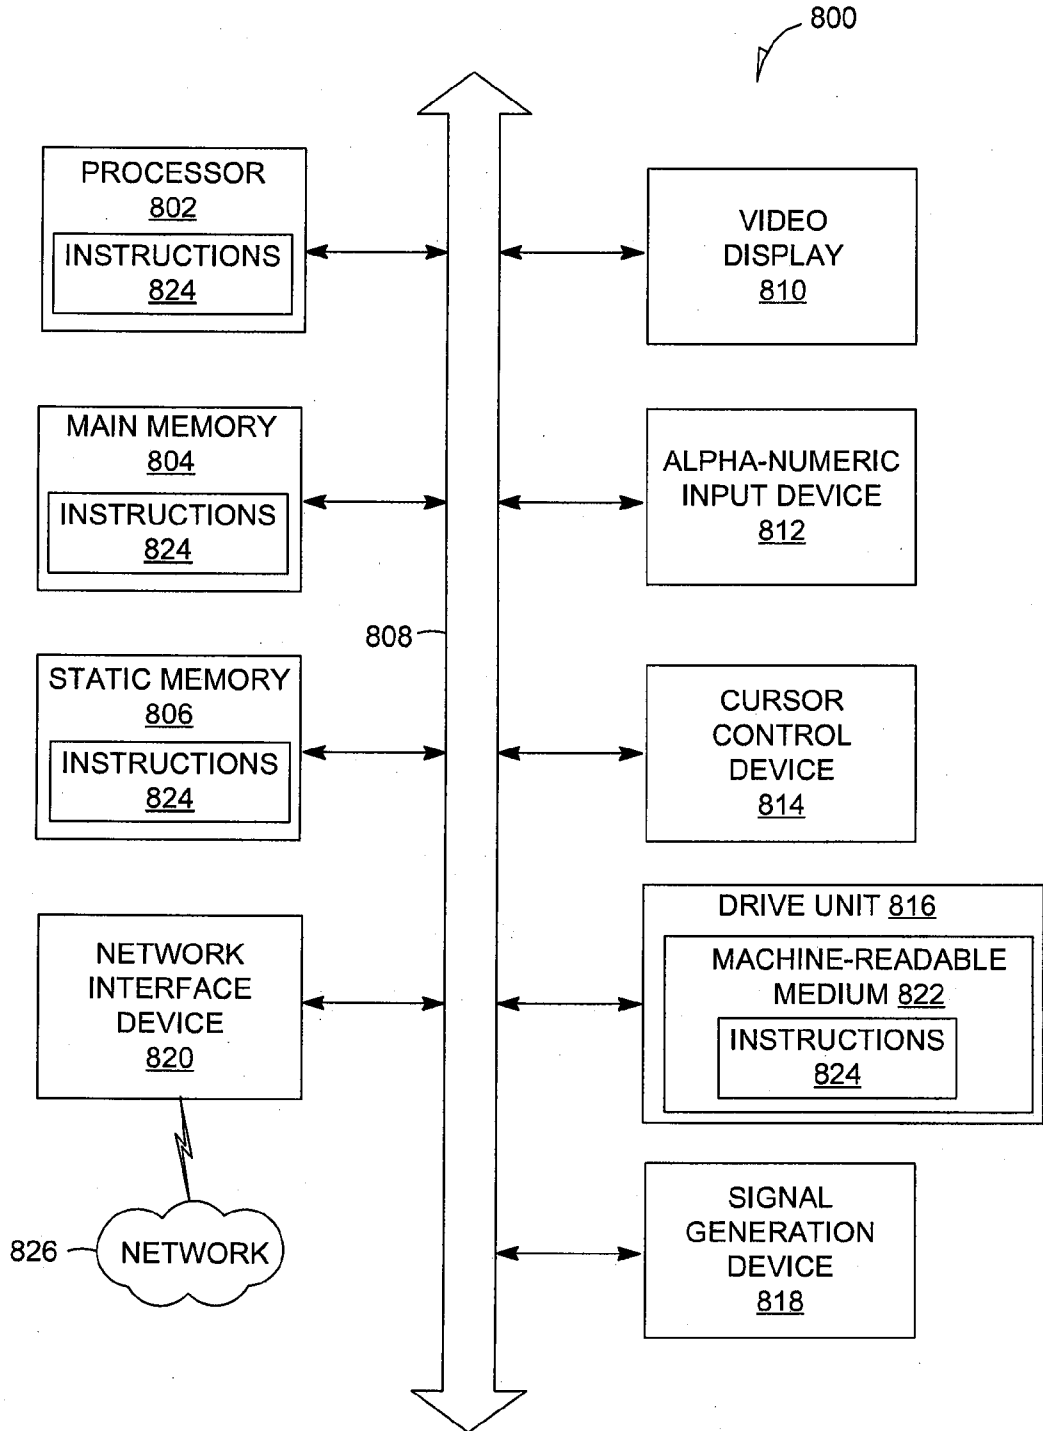 800
PROCESSOR
802
INSTRUCTIONS
824
MAIN MEMORY
804
INSTRUCTIONS
824
808
STATIC MEMORY
806
INSTRUCTIONS
824
NETWORK
INTERFACE
DEVICE
820
826
NETWORK
VIDEO
DISPLAY
810
ALPHA-NUMERIC
INPUT DEVICE
812
CURSOR
CONTROL
DEVICE
814
DRIVE UNIT 816
MACHINE-READABLE
MEDIUM 822
INSTRUCTIONS
824
SIGNAL
GENERATION
DEVICE
818